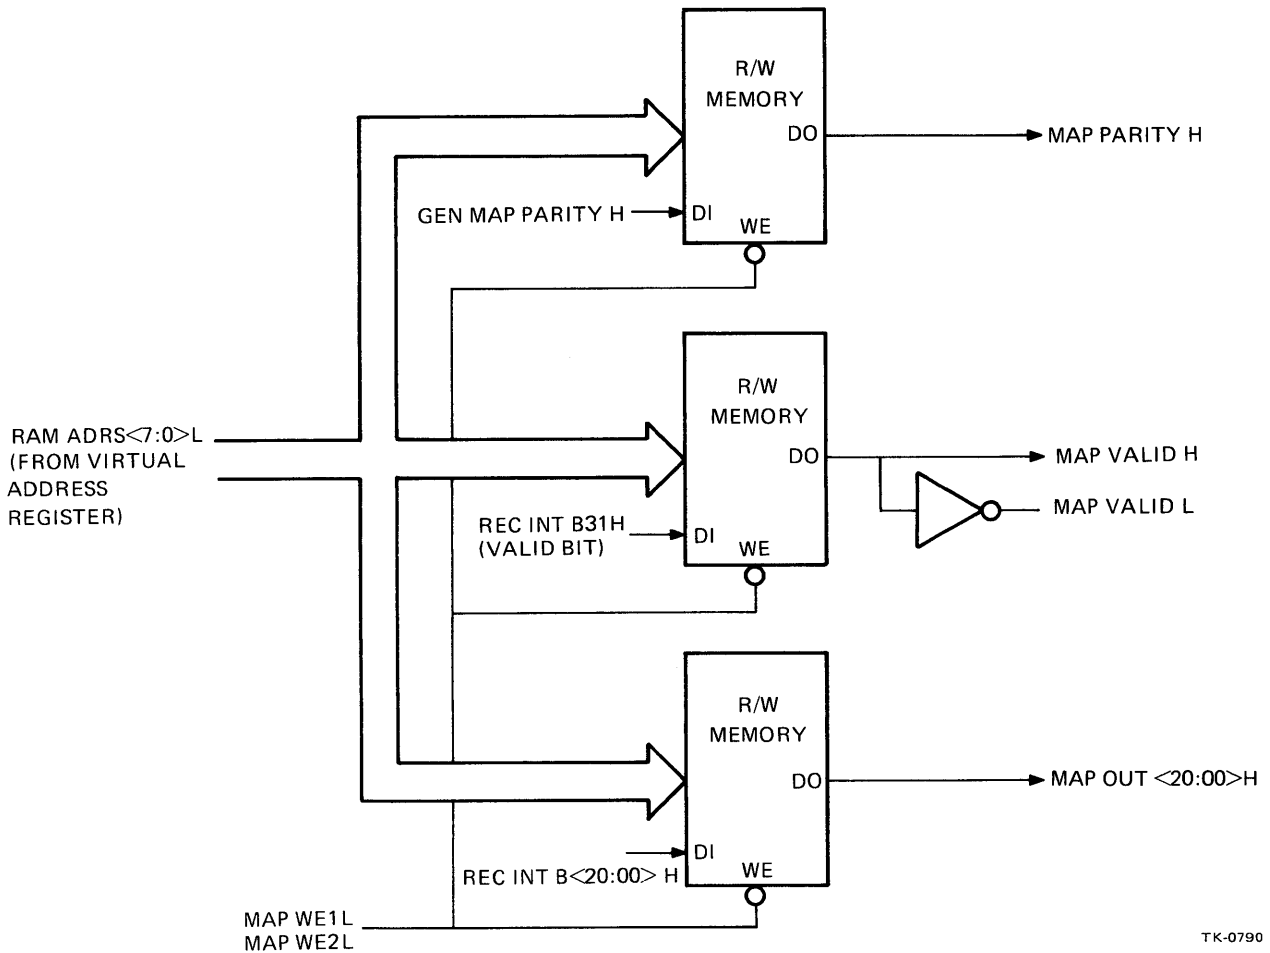 R/W
MEMORY
DO
MAP PARITY H
GEN MAP PARITY H
DI
WE
R/W
MEMORY
RAM ADRS<7:0>L
(FROM VIRTUAL
ADDRESS
REGISTER)
DO
MAP VALID H
MAP VALID L
REC INT B31H
(VALID BIT)
DI
WE
R/W
MEMORY
DO
MAP OUT <20:00>H
DI
REC INT B<20:00> H
WE
MAP WE1L
MAP WE2L
TK-0790